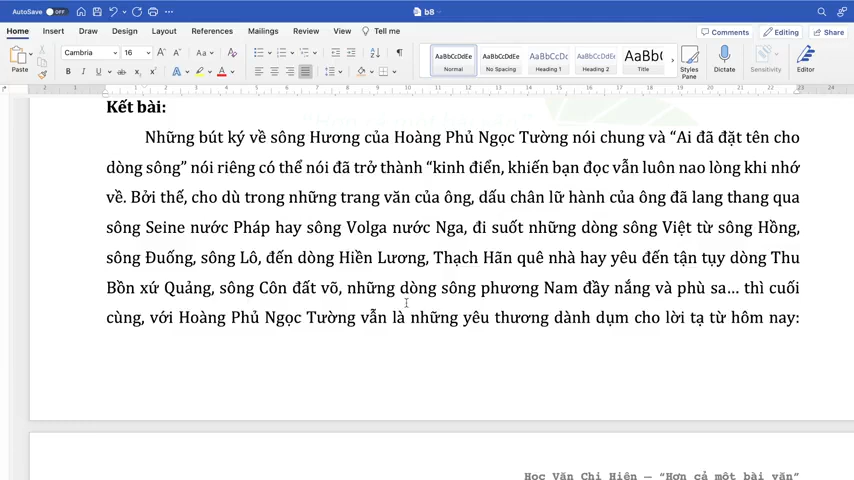 AutoSave OFF b8
Home Insert Draw Design Layout References Mailings Review View Tell me Comments Editing Share
Paste Cambria 16 AaBbCcDdEe Normal AaBbCcDdEe No Spacing AaBbCcDc Heading 1 AaBbCcDdEe Heading 2 AaBb( Title Styles Pane Dictate Sensitivity Editor
Kết bài:
Những bút ký về sông Hương của Hoàng Phủ Ngọc Tường nói chung và “Ai đã đặt tên cho
dòng sông” nói riêng có thể nói đã trở thành “kinh điển, khiến bạn đọc vẫn luôn nao lòng khi nhớ
về. Bởi thế, cho dù trong những trang văn của ông, dấu chân lữ hành của ông đã lang thang qua
sông Seine nước Pháp hay sông Volga nước Nga, đi suốt những dòng sông Việt từ sông Hồng,
sông Đuống, sông Lô, đến dòng Hiền Lương, Thạch Hãn quê nhà hay yêu đến tận tụy dòng Thu
Bồn xứ Quảng, sông Côn đất võ, những dòng sông phương Nam đầy nắng và phù sa... thì cuối
cùng, với Hoàng Phủ Ngọc Tường vẫn là những yêu thương dành dụm cho lời tạ từ hôm nay:
Học Văn Chị Hiên – “Hơn cả một bài văn”